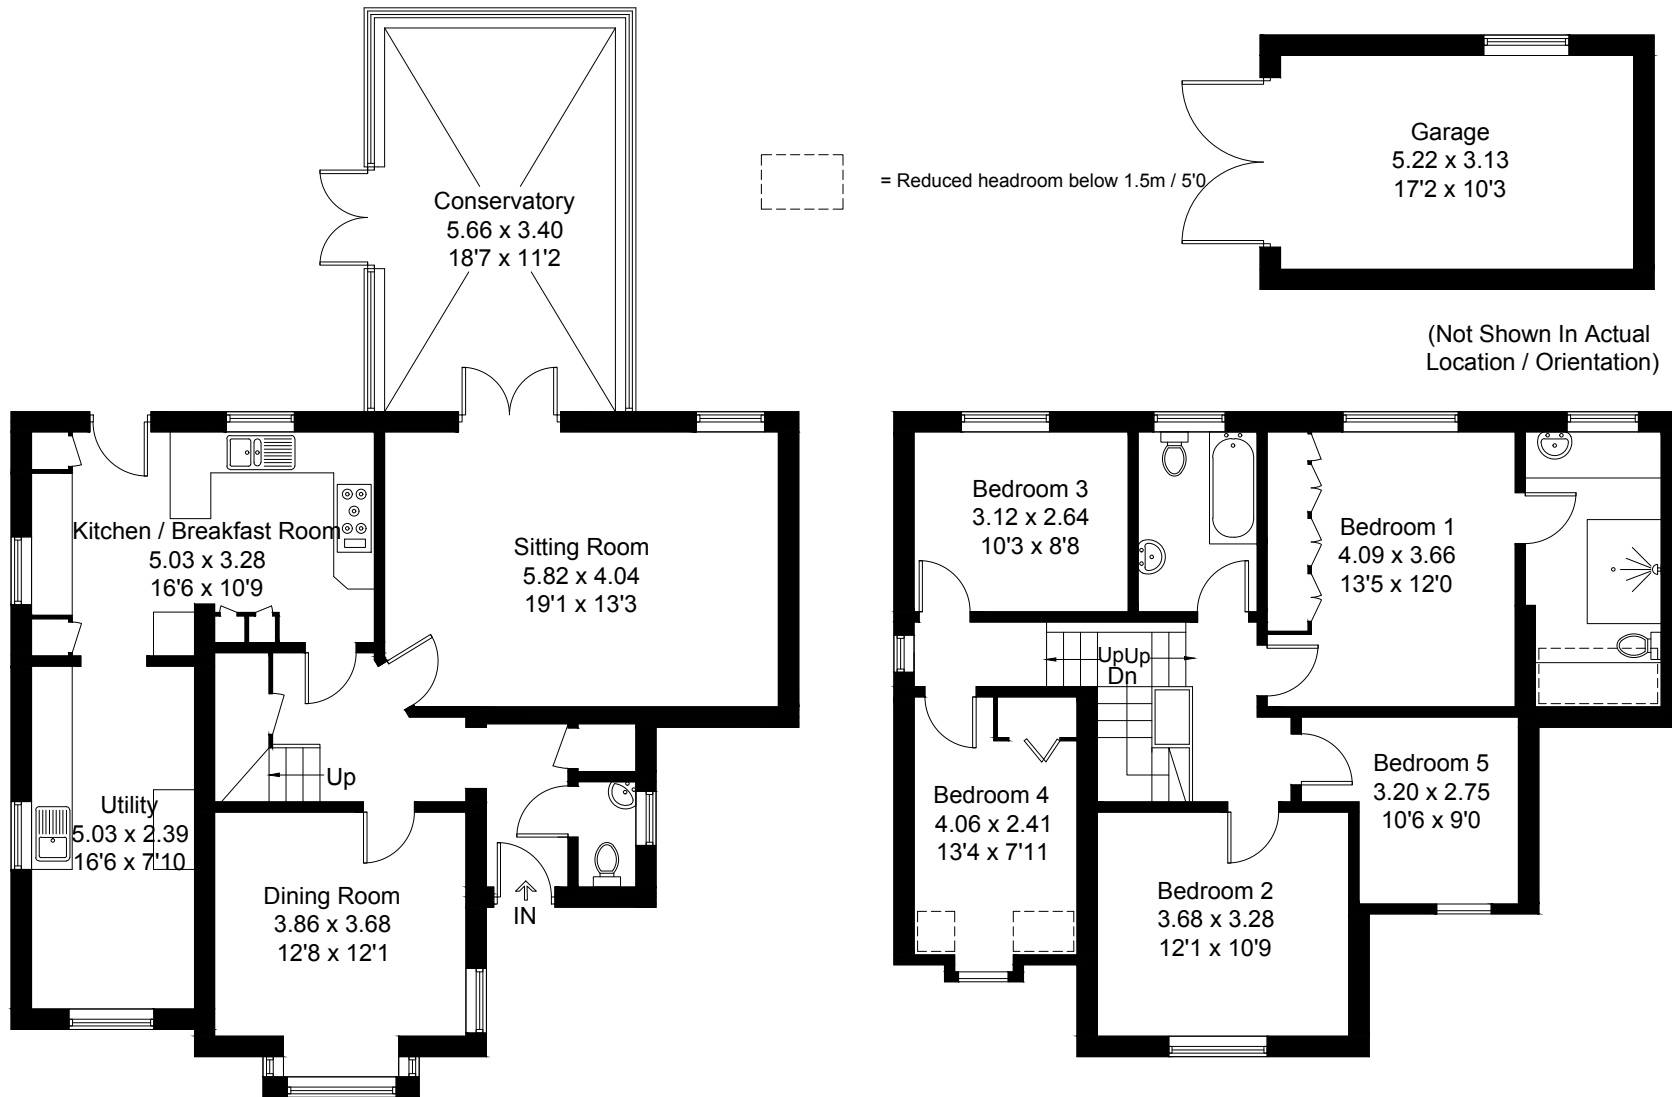 Conservatory
5.66 x 3.40
18'7 x 11'2
= Reduced headroom below 1.5m / 5'0
Garage
5.22 x 3.13
17'2 x 10'3
(Not Shown In Actual
Location / Orientation)
Kitchen / Breakfast Room
5.03 x 3.28
16'6 x 10'9
Sitting Room
5.82 x 4.04
19'1 x 13'3
Up
Utility
5.03 x 2.39
16'6 x 7'10
Dining Room
3.86 x 3.68
12'8 x 12'1
IN
Bedroom 3
3.12 x 2.64
10'3 x 8'8
Bedroom 1
4.09 x 3.66
13'5 x 12'0
Up Up
Dn
Bedroom 4
4.06 x 2.41
13'4 x 7'11
Bedroom 5
3.20 x 2.75
10'6 x 9'0
Bedroom 2
3.68 x 3.28
12'1 x 10'9